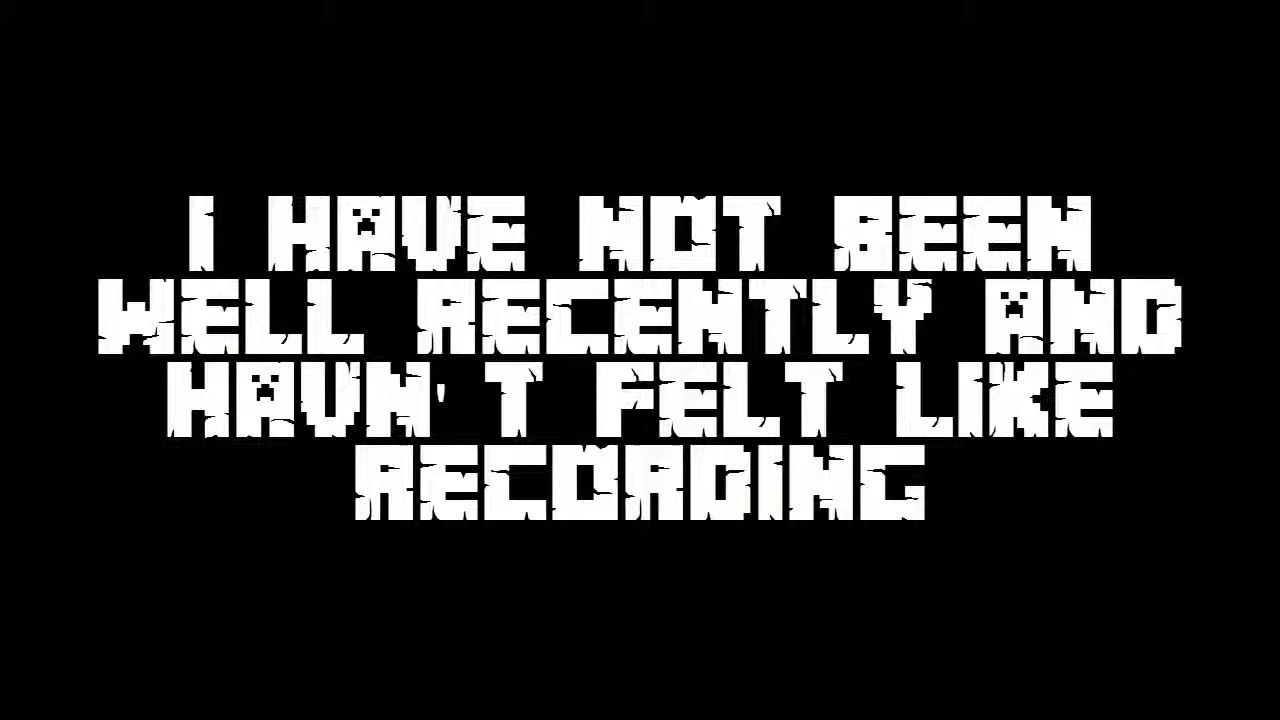 I HAVE NOT BEEN
WELL RECENTLY AND
HAVN'T FELT LIKE
RECORDING